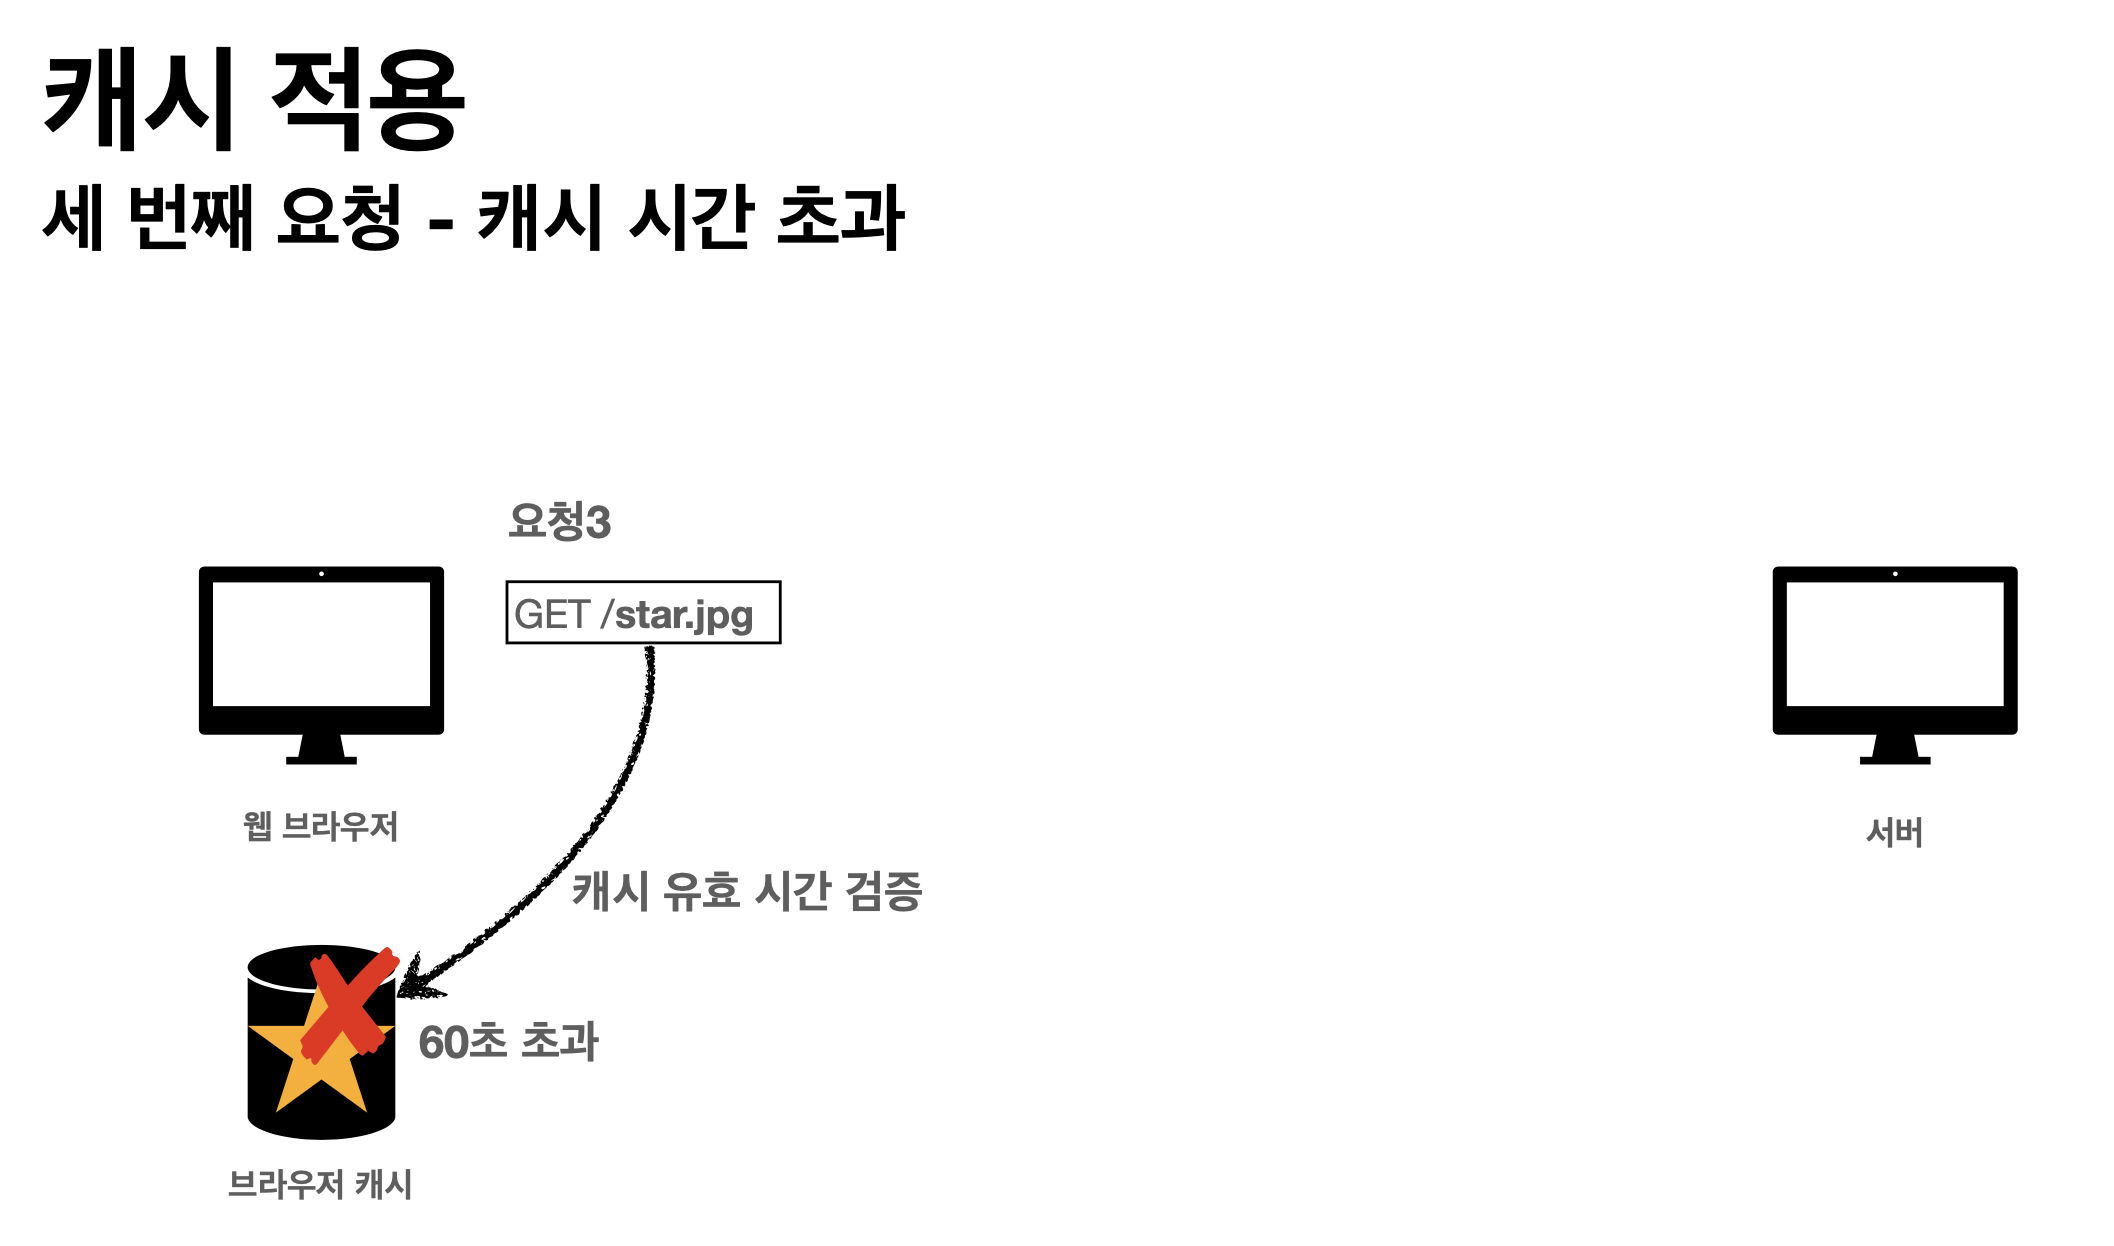 캐시 적용
세 번째 요청 - 캐시 시간 초과
요청3
GET /star.jpg
웹 브라우저
서버
캐시 유효 시간 검증
60초 초과
브라우저 캐시